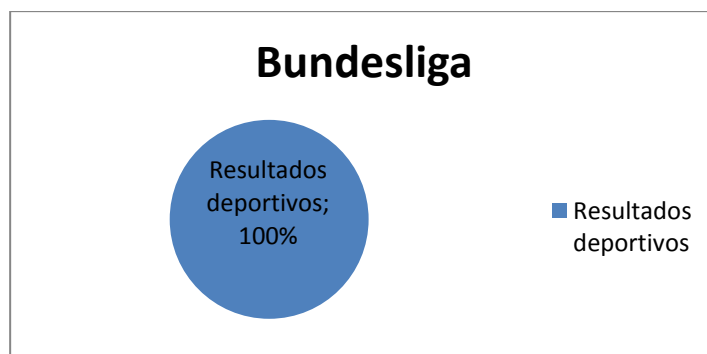 Bundesliga
Resultados
deportivos;
100%
Resultados
deportivos